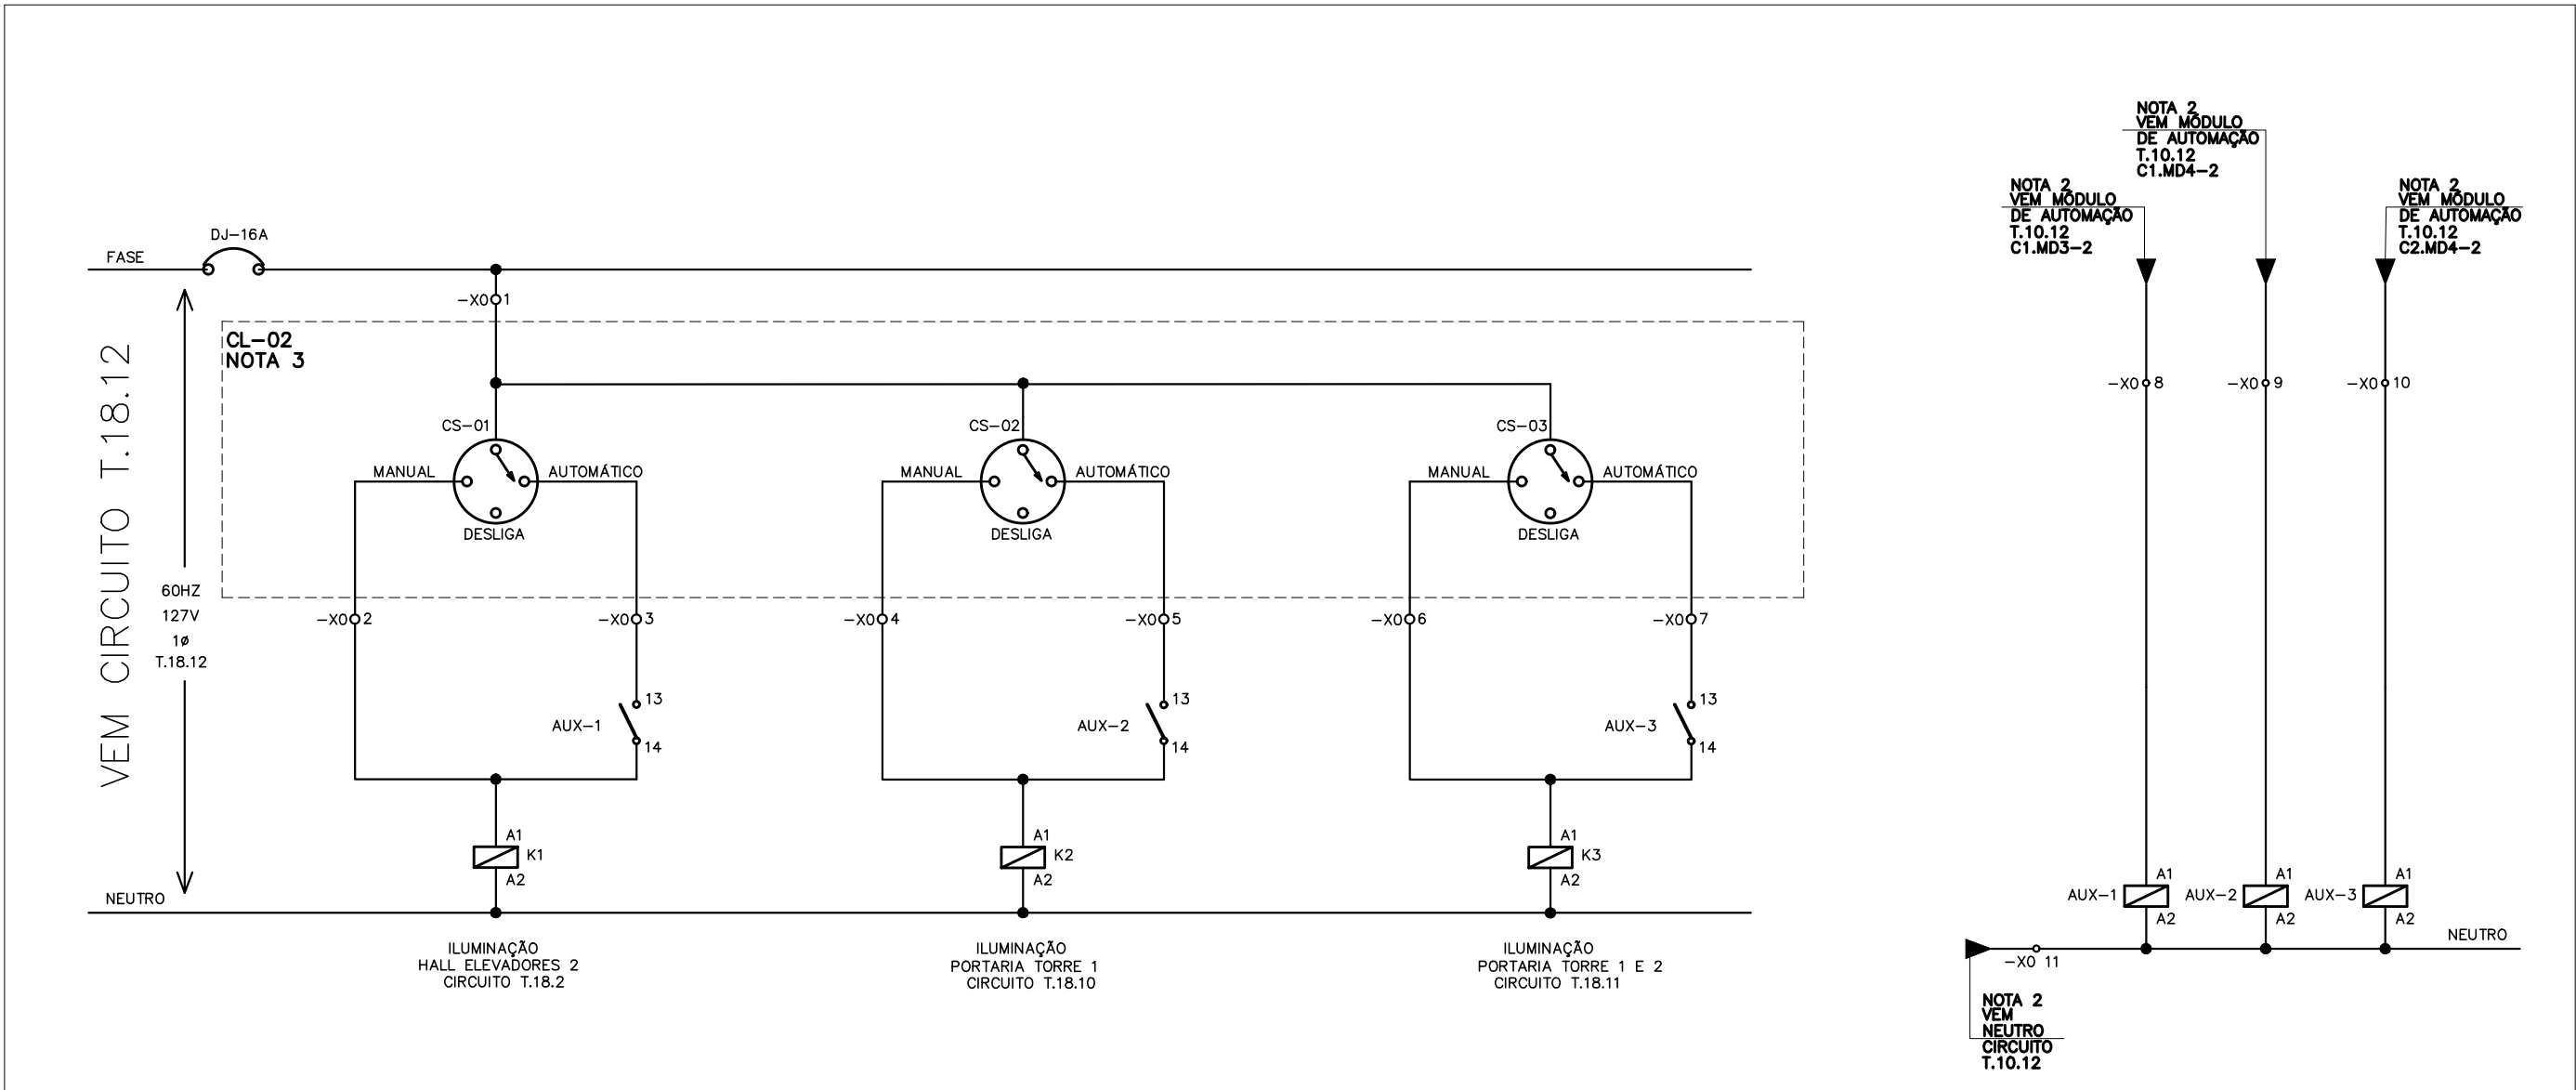 NOTA 2
VEM MÓDULO
DE AUTOMAÇÃO
T.10.12
C1.MD4-2
NOTA 2
VEM MÓDULO
DE AUTOMAÇÃO
T.10.12
C1.MD3-2
NOTA 2
VEM MÓDULO
DE AUTOMAÇÃO
T.10.12
C2.MD4-2
DJ-16A
FASE
-X0 1
CL-02
NOTA 3
VEM CIRCUITO T.18.12
60HZ
127V
1ø
T.18.12
CS-01
MANUAL
AUTOMÁTICO
DESLIGA
CS-02
MANUAL
AUTOMÁTICO
DESLIGA
CS-03
MANUAL
AUTOMÁTICO
DESLIGA
-X0 8
-X0 9
-X0 10
-X0 2
-X0 3
-X0 4
-X0 5
-X0 6
-X0 7
13
AUX-1
14
13
AUX-2
14
13
AUX-3
14
A1
K1
A2
A1
K2
A2
A1
K3
A2
NEUTRO
A1
AUX-1
A2
A1
AUX-2
A2
A1
AUX-3
A2
NEUTRO
-X0 11
ILUMINAÇÃO
HALL ELEVADORES 2
CIRCUITO T.18.2
ILUMINAÇÃO
PORTARIA TORRE 1
CIRCUITO T.18.10
ILUMINAÇÃO
PORTARIA TORRE 1 E 2
CIRCUITO T.18.11
NOTA 2
VEM
NEUTRO
CIRCUITO
T.10.12